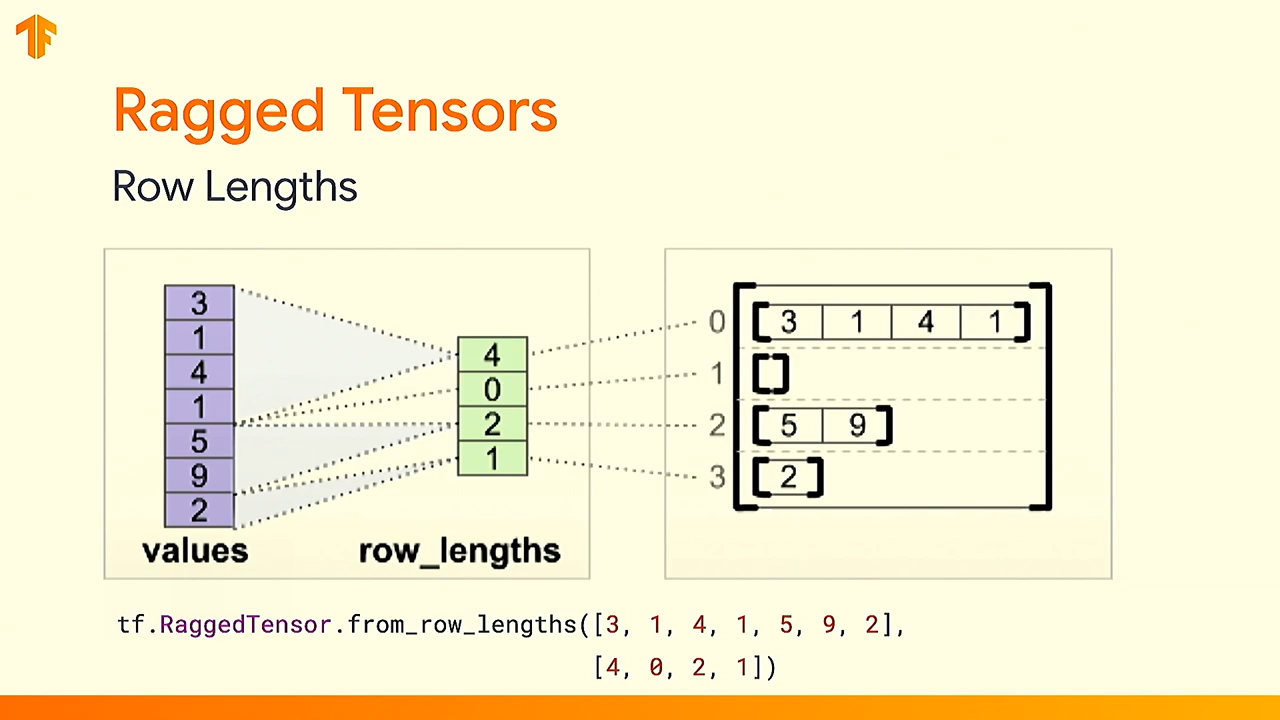 Ragged Tensors
Row Lengths
3
1
4
1
5
9
2
values
4
0
2
1
row_lengths
0 3 1 4 1
1
2 5 9
3 2
tf.RaggedTensor.from_row_lengths([3, 1, 4, 1, 5, 9, 2],
[4, 0, 2, 1])